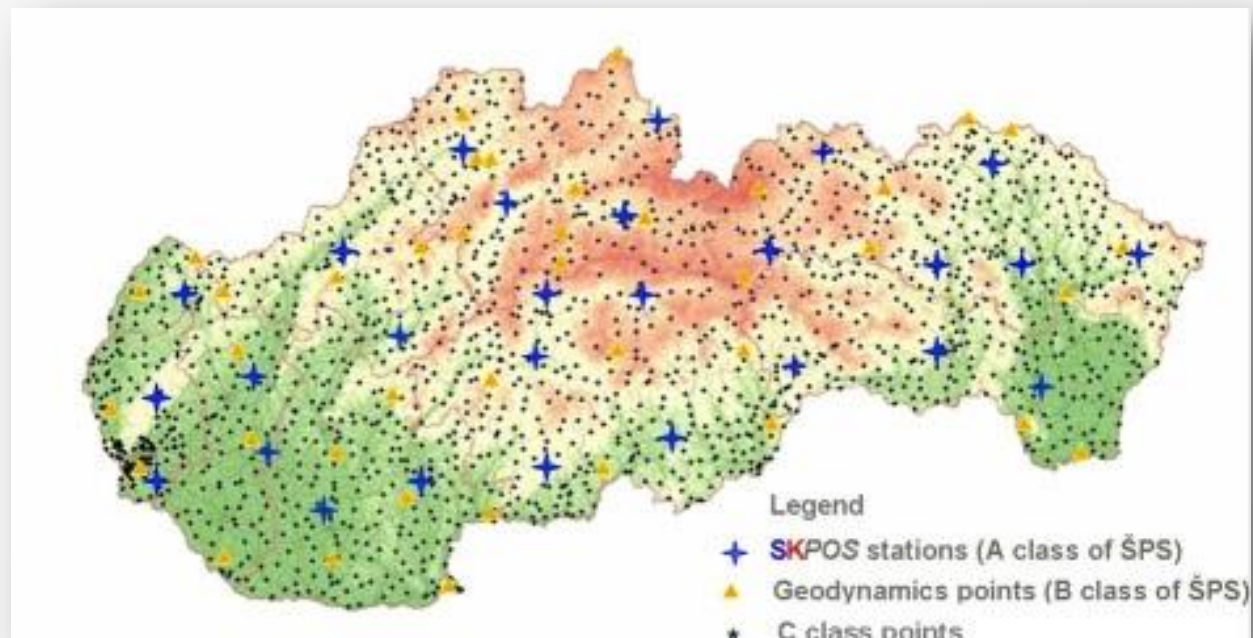 Legend
SKPOS stations (A class of ŠPS)
Geodynamics points (B class of ŠPS)
C class points